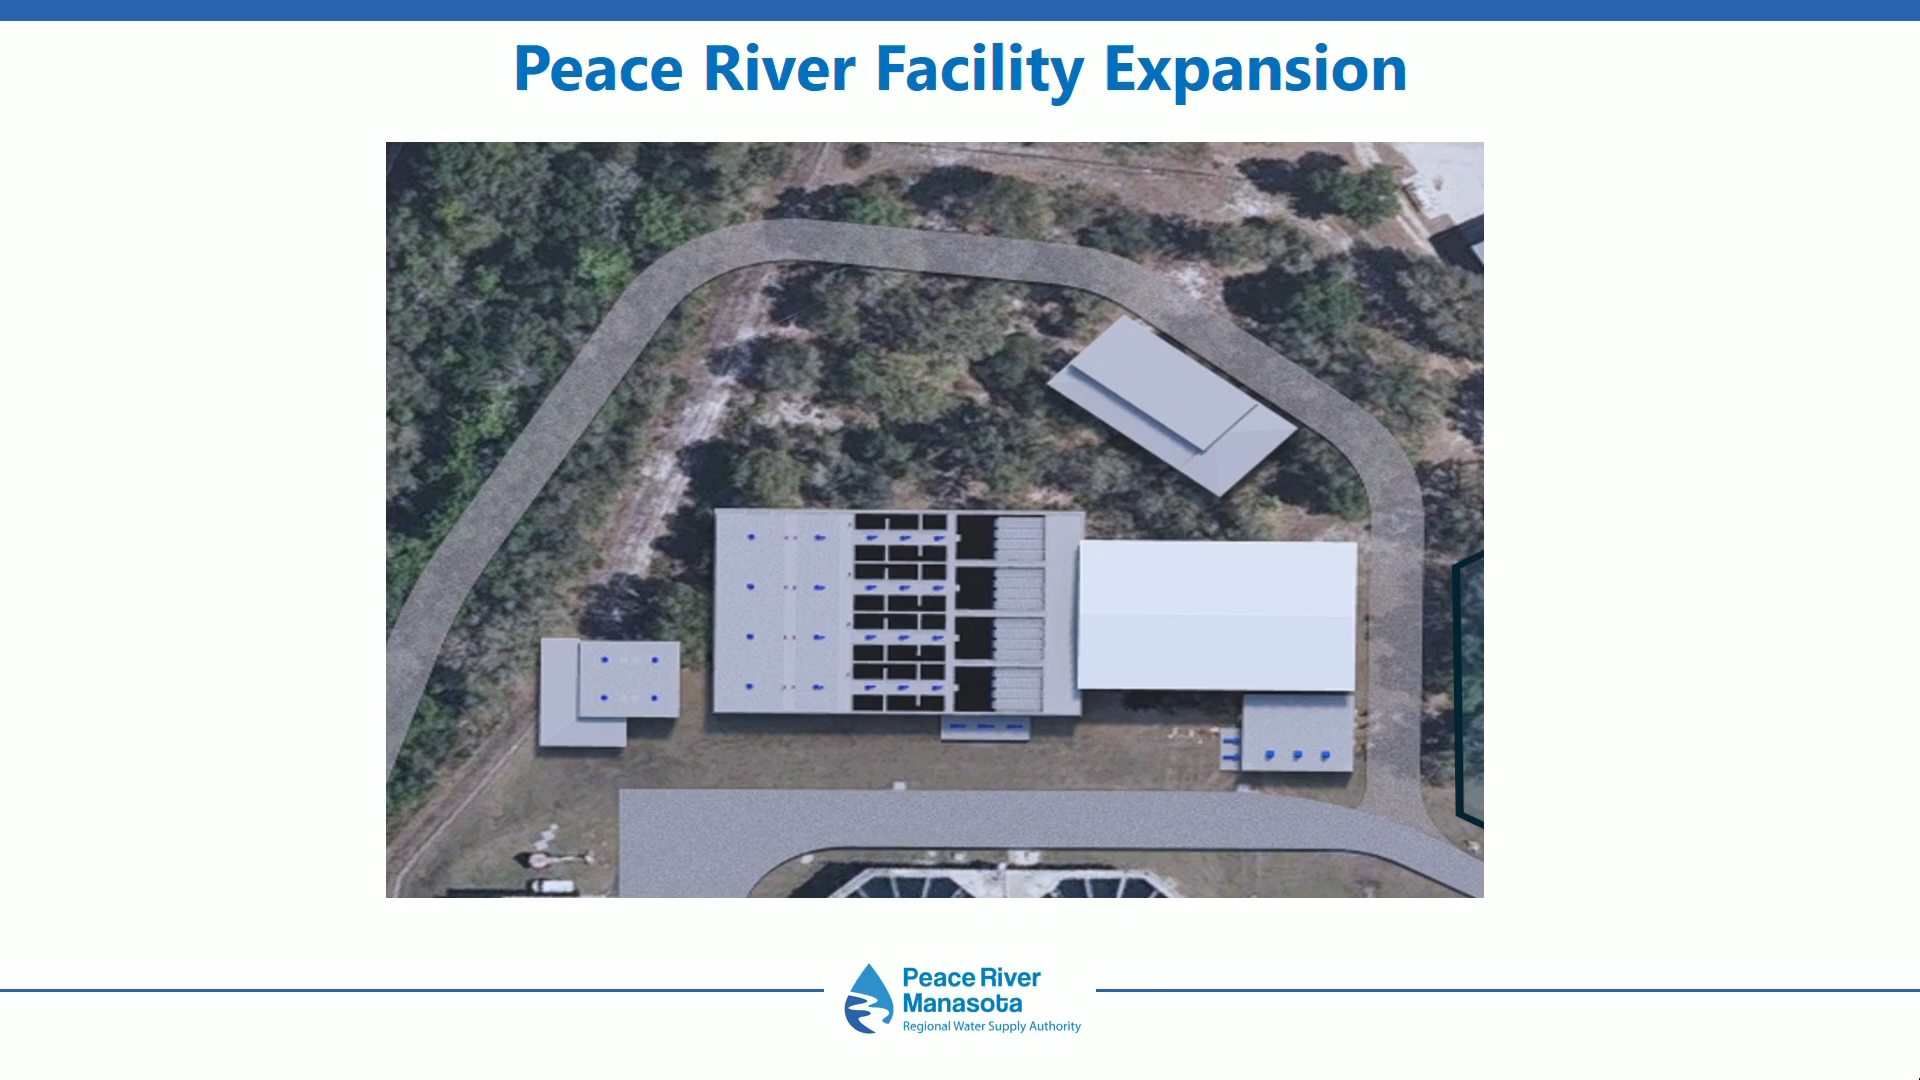 Peace River Facility Expansion
Peace River
Manasota
Regional Water Supply Authority